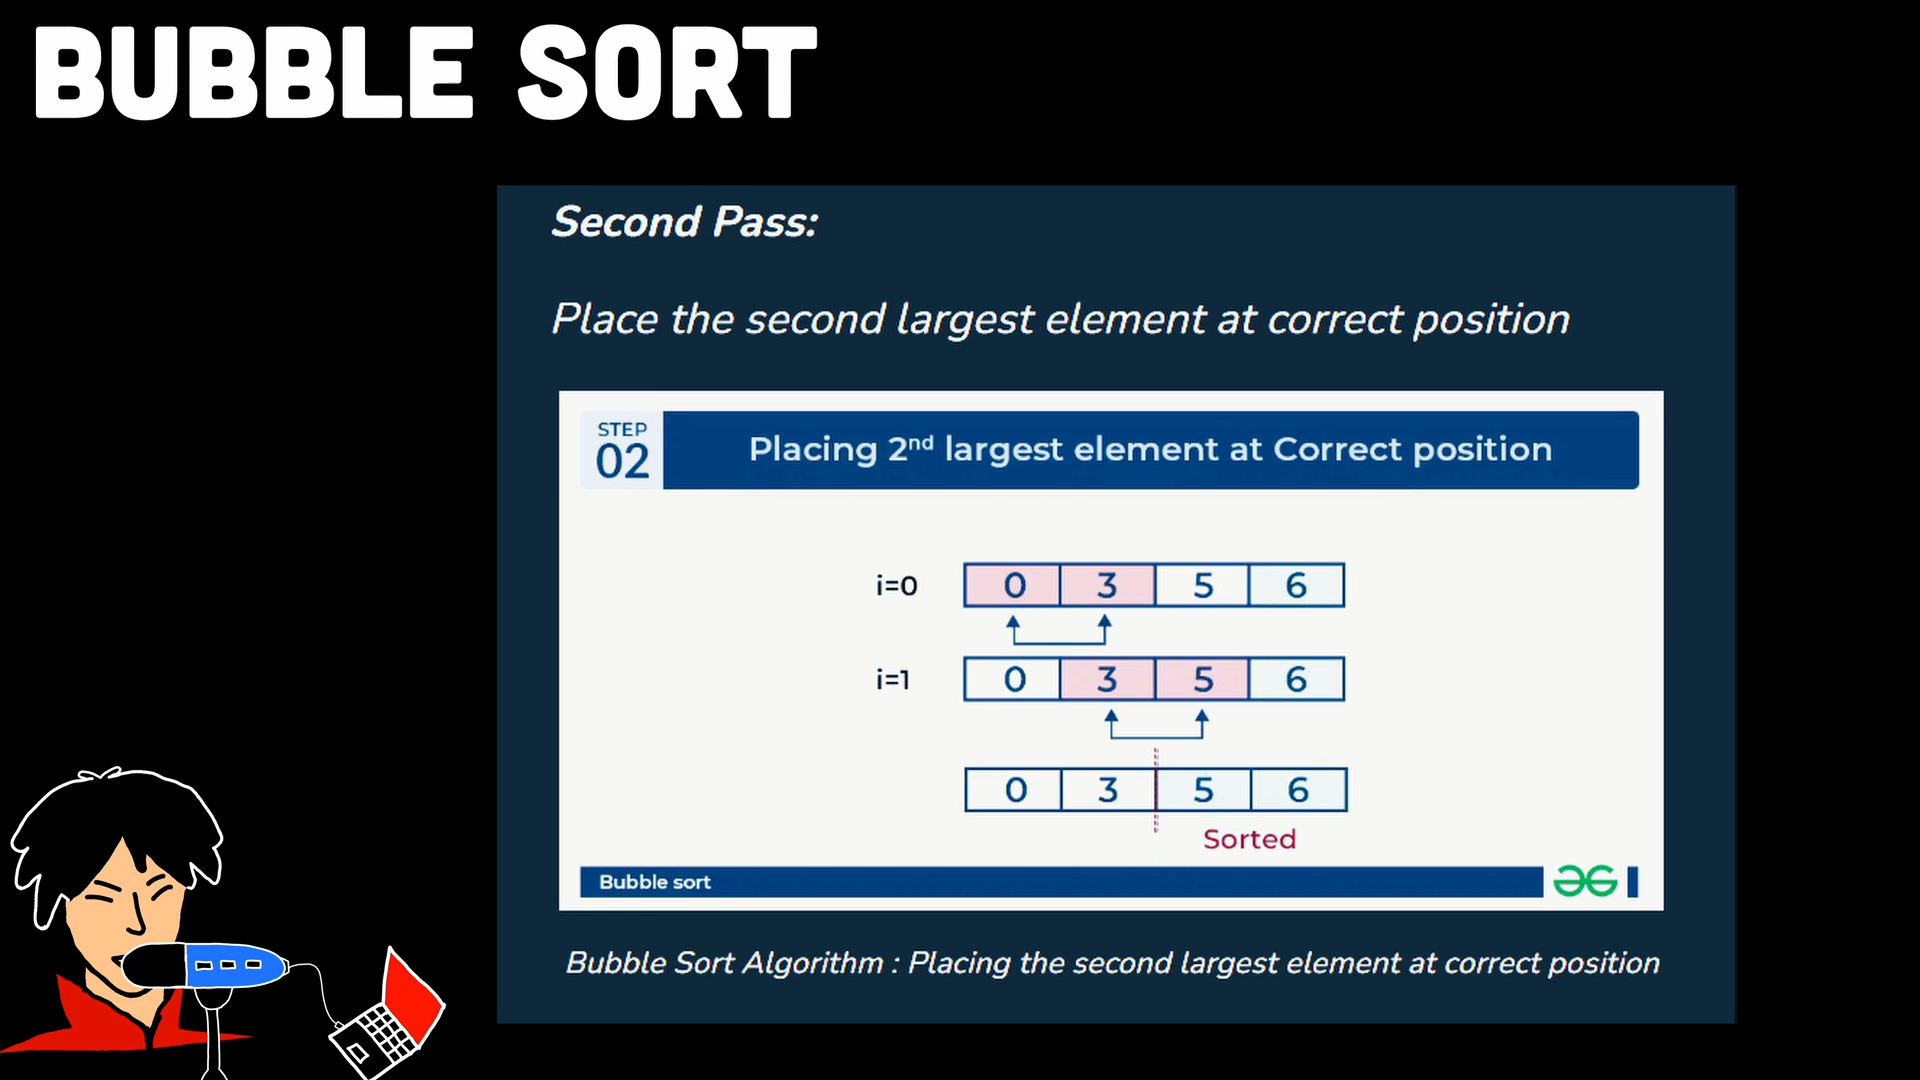 BUBBLE SORT
Second Pass:
Place the second largest element at correct position
STEP
02
Placing 2nd largest element at Correct position
i=0 0 3 5 6
i=1 0 3 5 6
0 3 5 6
Sorted
Bubble sort
Bubble Sort Algorithm : Placing the second largest element at correct position